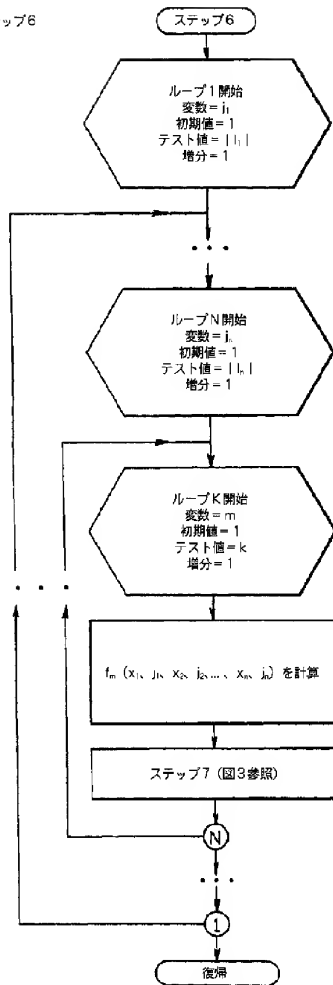 ップ6
ステップ6
ループ1開始
変数=j₁
初期値=1
テスト値=|I₁|
増分=1
・・・
ループN開始
変数=jₙ
初期値=1
テスト値=|Iₙ|
増分=1
ループK開始
変数=m
初期値=1
テスト値=k
増分=1
・・・
fₘ (x₁、j₁、x₂、j₂、...、xₙ、jₙ) を計算
ステップ7 (図3参照)
N
・・・
1
復帰